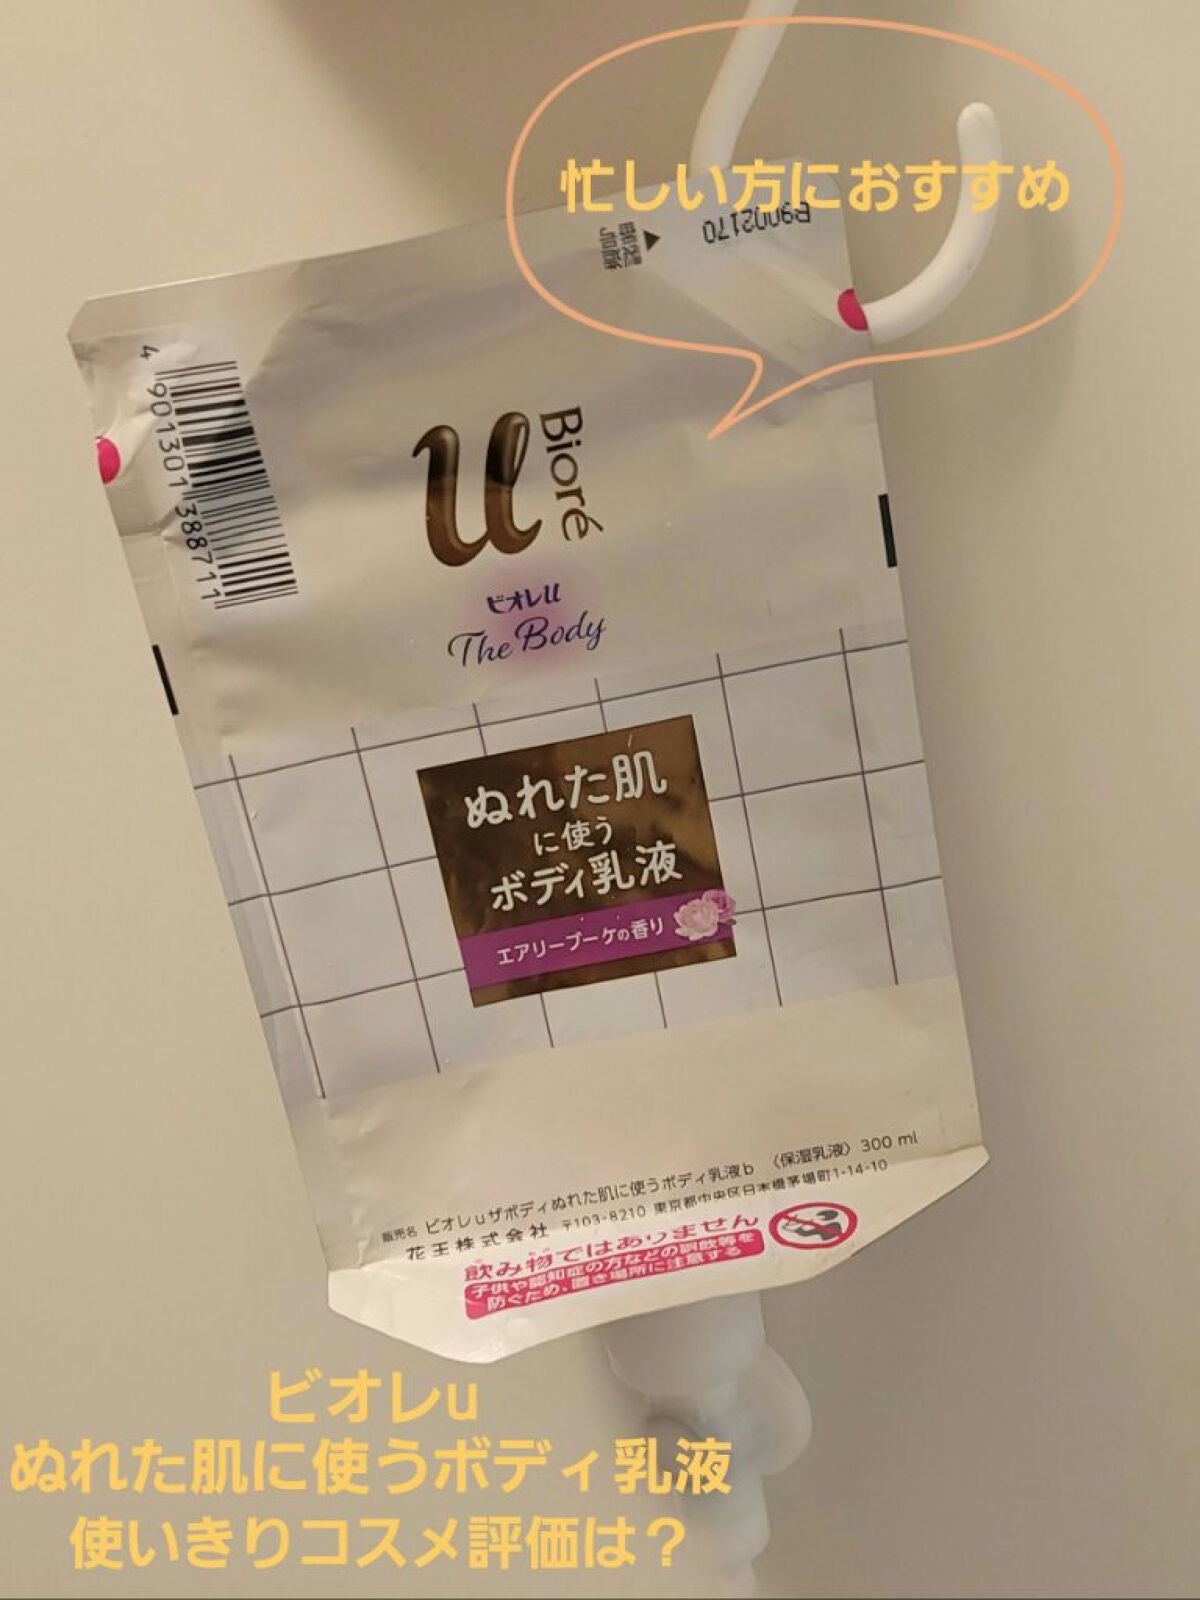 忙しい方におすすめ
B9002170
4 901301 388711
Bioré
u
ビオレu
The Body
ぬれた肌
に使う
ボディ乳液
エアリーブーケの香り
販売名 ビオレuザボディぬれた肌に使うボディ乳液b 〈保湿乳液〉 300 ml
花王株式会社 〒103-8210 東京都中央区日本橋茅場町1-14-10
飲み物ではありません
子供や認知症の方などの誤飲等を
防ぐため、置き場所に注意する
ビオレu
ぬれた肌に使うボディ乳液
使いきりコスメ評価は？